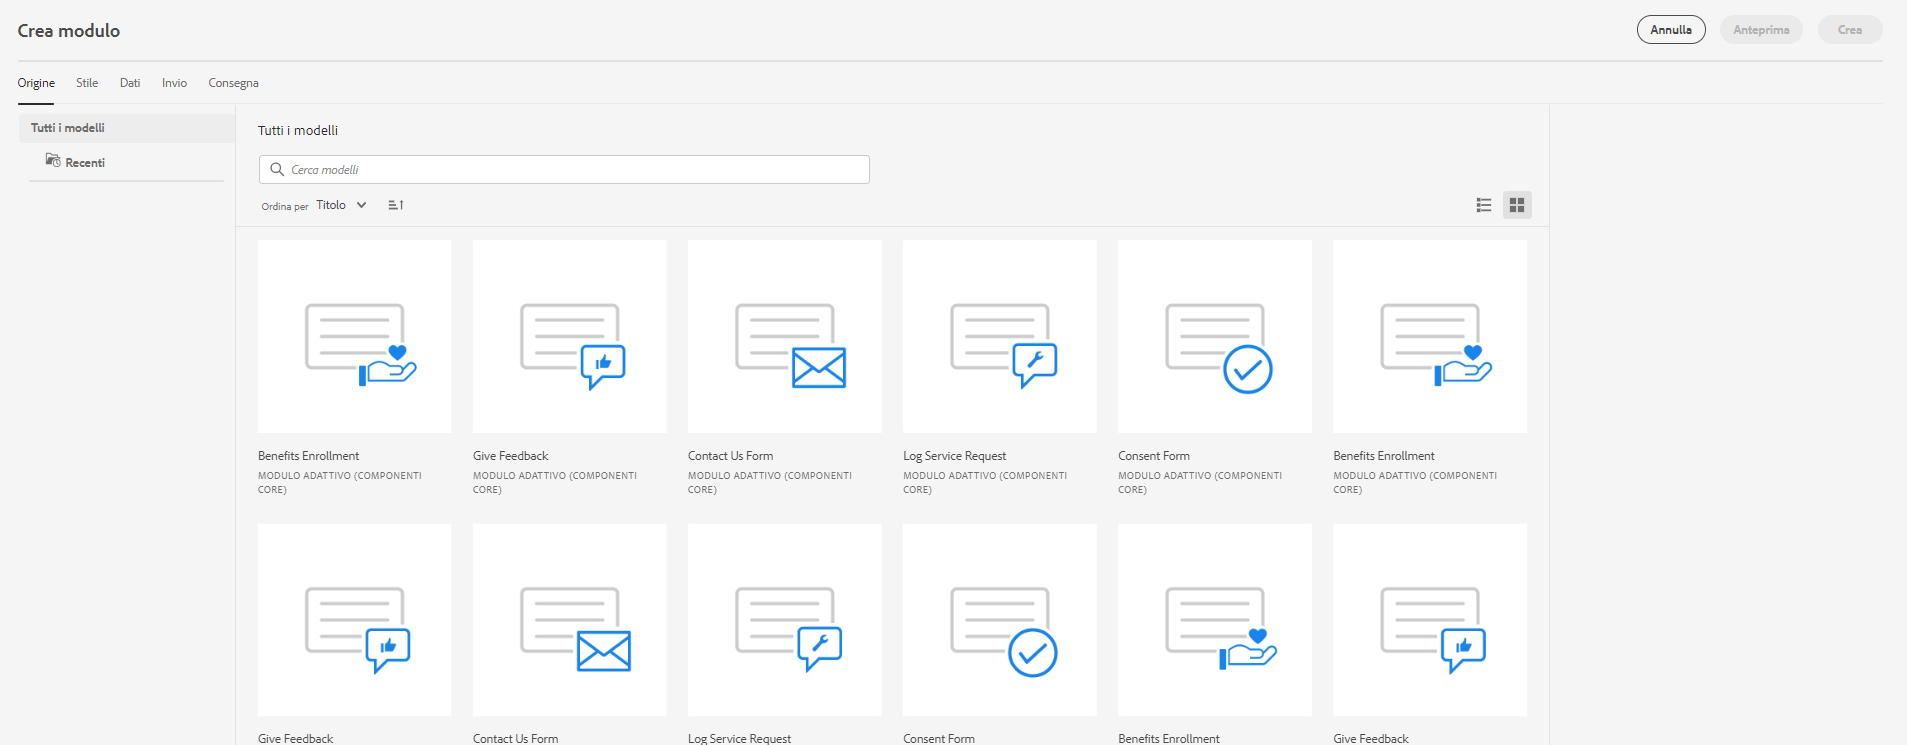 Crea modulo
Annulla
Anteprima
Crea
Origine
Stile
Dati
Invio
Consegna
Tutti i modelli
Recenti
Tutti i modelli
Cerca modelli
Ordina per
Titolo
Benefits Enrollment
MODULO ADATTIVO (COMPONENTI
CORE)
Give Feedback
MODULO ADATTIVO (COMPONENTI
CORE)
Contact Us Form
MODULO ADATTIVO (COMPONENTI
CORE)
Log Service Request
MODULO ADATTIVO (COMPONENTI
CORE)
Consent Form
MODULO ADATTIVO (COMPONENTI
CORE)
Benefits Enrollment
MODULO ADATTIVO (COMPONENTI
CORE)
Give Feedback
Contact Us Form
Log Service Request
Consent Form
Benefits Enrollment
Give Feedback